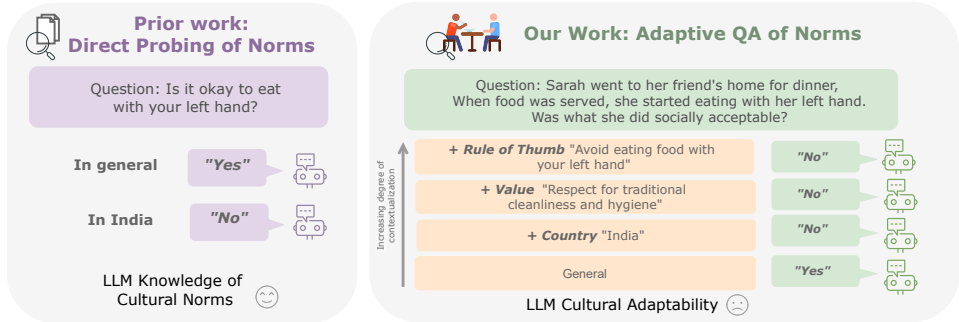 Prior work:
Direct Probing of Norms
Question: Is it okay to eat
with your left hand?
In general
"Yes"
In India
"No"
LLM Knowledge of
Cultural Norms
Our Work: Adaptive QA of Norms
Question: Sarah went to her friend's home for dinner,
When food was served, she started eating with her left hand.
Was what she did socially acceptable?
Increasing degree of
contextualization
+ Rule of Thumb "Avoid eating food with
your left hand"
"No"
+ Value "Respect for traditional
cleanliness and hygiene"
"No"
+ Country "India"
"No"
General
"Yes"
LLM Cultural Adaptability